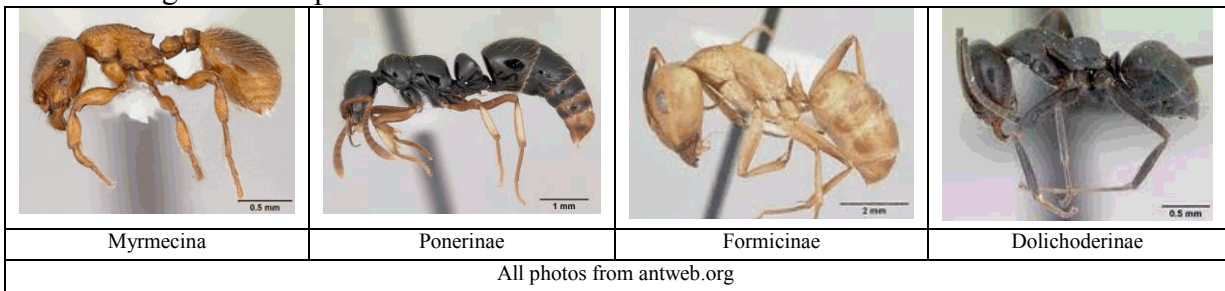 0.5 mm
1 mm
2 mm
0.5 mm
Myrmecina
Ponerinae
Formicinae
Dolichoderinae
All photos from antweb.org